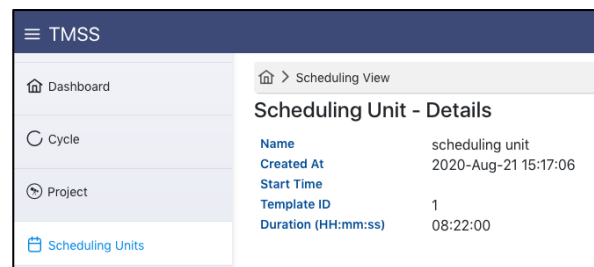 TMSS
Dashboard
Cycle
Project
Scheduling Units
Scheduling View
Scheduling Unit - Details
Name scheduling unit
Created At 2020-Aug-21 15:17:06
Start Time
Template ID 1
Duration (HH:mm:ss) 08:22:00